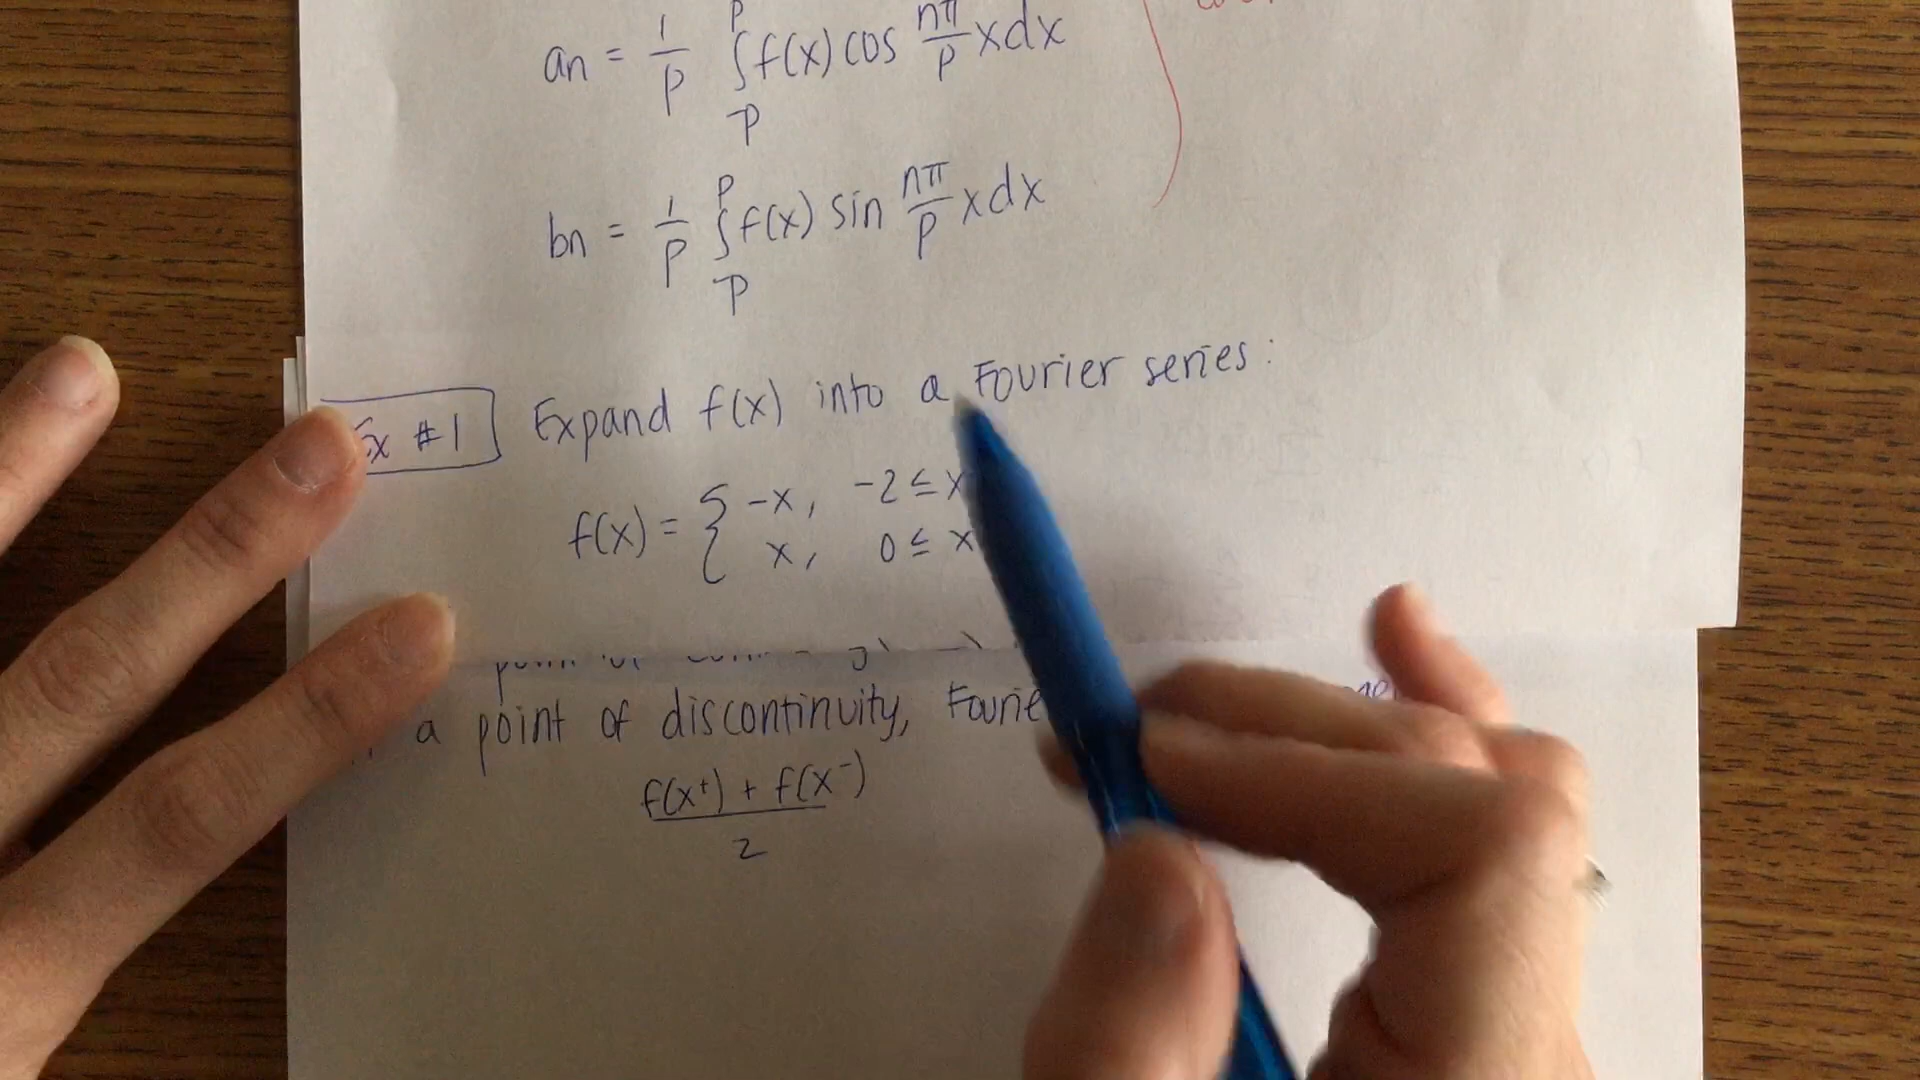 an = 1/p ∫_{-p}^{p} f(x) cos nπ/p x dx
bn = 1/p ∫_{-p}^{p} f(x) sin nπ/p x dx
Ex #1 Expand f(x) into a Fourier series:
f(x) = { -x, -2 ≤ x
x, 0 ≤ x
a point of discontinuity,
f(x⁺) + f(x⁻)
2